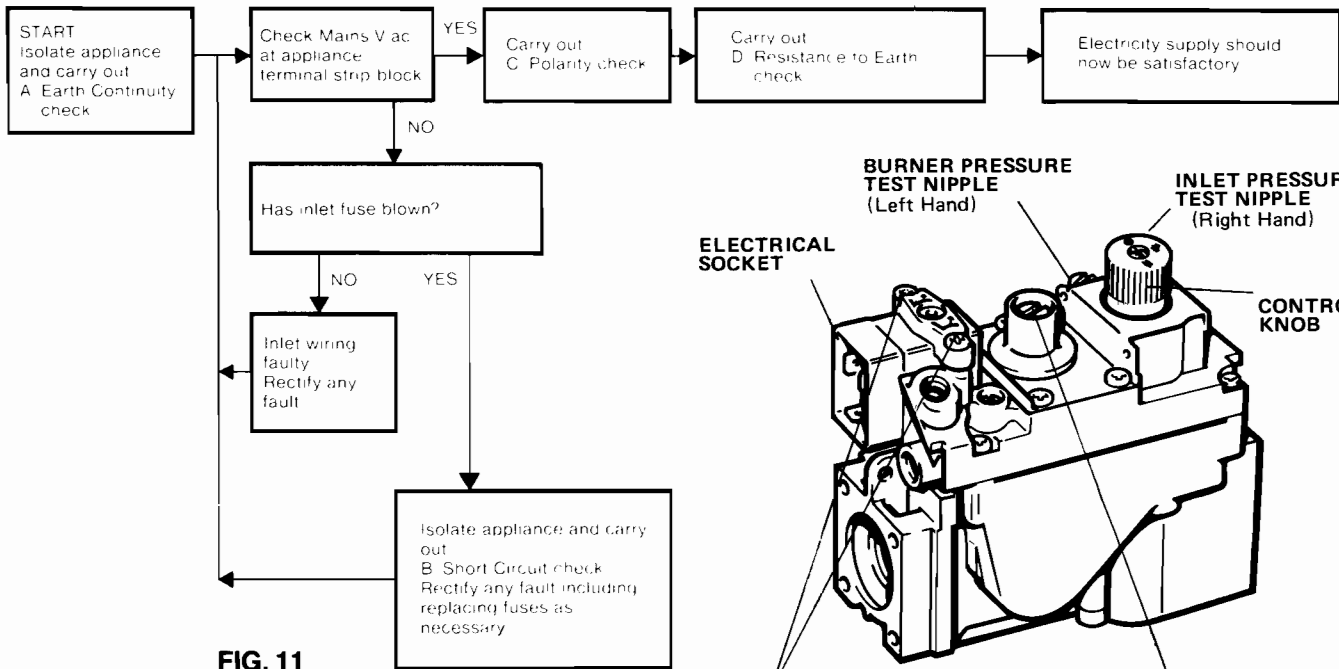 START
Isolate appliance
and carry out
A Earth Continuity
check
Check Mains V ac
at appliance
terminal strip block
YES
Carry out
C Polarity check
Carry out
D Resistance to Earth
check
Electricity supply should
now be satisfactory
NO
Has inlet fuse blown?
NO
YES
Inlet wiring
faulty
Rectify any
fault
Isolate appliance and carry
out
B Short Circuit check
Rectify any fault including
replacing fuses as
necessary
FIG. 11
BURNER PRESSURE
TEST NIPPLE
(Left Hand)
INLET PRESSUR
TEST NIPPLE
(Right Hand)
ELECTRICAL
SOCKET
CONTRO
KNOB